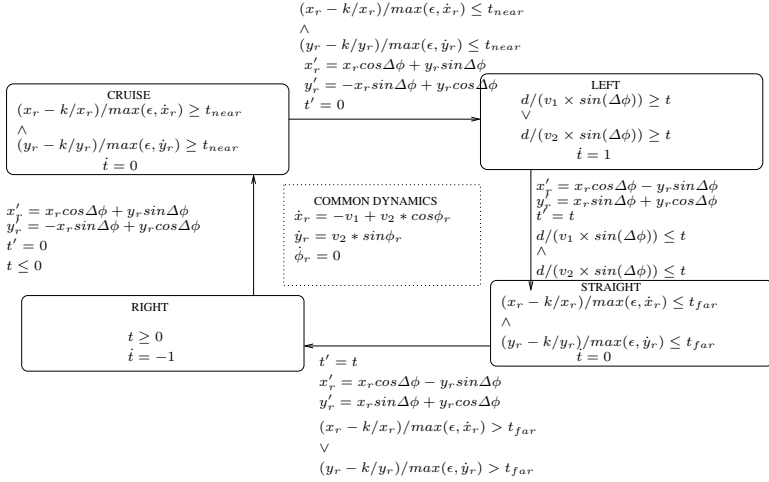 (x_r − k/x_r)/max(ϵ, ẋ_r) ≤ t_near
∧
(y_r − k/y_r)/max(ϵ, ẏ_r) ≤ t_near
x′_r = x_r cosΔϕ + y_r sinΔϕ
y′_r = −x_r sinΔϕ + y_r cosΔϕ
t′ = 0
CRUISE
(x_r − k/x_r)/max(ϵ, ẋ_r) ≥ t_near
∧
(y_r − k/y_r)/max(ϵ, ẏ_r) ≥ t_near
ṫ = 0
LEFT
d/(v_1 × sin(Δϕ)) ≥ t
∨
d/(v_2 × sin(Δϕ)) ≥ t
ṫ = 1
x′_r = x_r cosΔϕ + y_r sinΔϕ
y′_r = −x_r sinΔϕ + y_r cosΔϕ
t′ = 0
t ≤ 0
COMMON DYNAMICS
ẋ_r = −v_1 + v_2 ∗ cosϕ_r
ẏ_r = v_2 ∗ sinϕ_r
ϕ̇_r = 0
x′_r = x_r cosΔϕ − y_r sinΔϕ
y′_r = x_r sinΔϕ + y_r cosΔϕ
t′ = t
d/(v_1 × sin(Δϕ)) ≤ t
∧
d/(v_2 × sin(Δϕ)) ≤ t
RIGHT
t ≥ 0
ṫ = −1
STRAIGHT
(x_r − k/x_r)/max(ϵ, ẋ_r) ≤ t_far
∧
(y_r − k/y_r)/max(ϵ, ẏ_r) ≤ t_far
ṫ = 0
t′ = t
x′_r = x_r cosΔϕ − y_r sinΔϕ
y′_r = x_r sinΔϕ + y_r cosΔϕ
(x_r − k/x_r)/max(ϵ, ẋ_r) > t_far
∨
(y_r − k/y_r)/max(ϵ, ẏ_r) > t_far